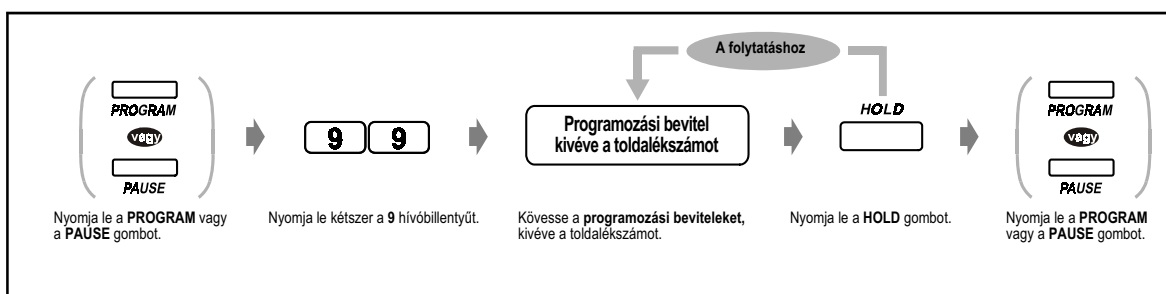 A folytatáshoz
PROGRAM
vagy
PAUSE
Nyomja le a PROGRAM vagy
a PAUSE gombot.
9 9
Nyomja le kétszer a 9 hívóbillentyűt.
Programozási bevitel
kivéve a toldalékszámot
Kövesse a programozási beviteleket,
kivéve a toldalékszámot.
HOLD
Nyomja le a HOLD gombot.
PROGRAM
vagy
PAUSE
Nyomja le a PROGRAM
vagy a PAUSE gombot.